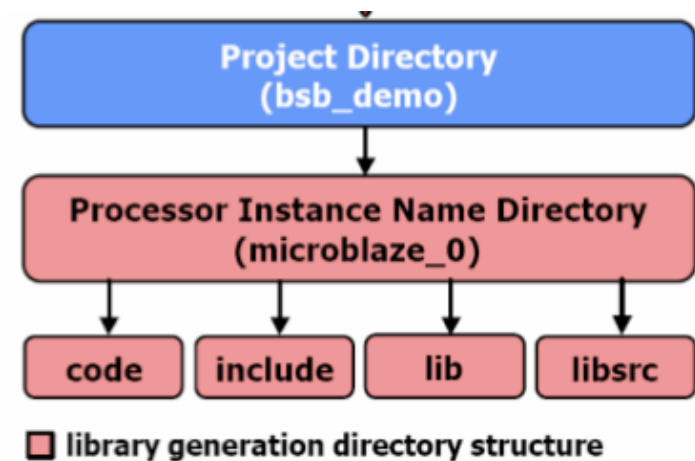 Project Directory
(bsb_demo)
Processor Instance Name Directory
(microblaze_0)
code
include
lib
libsrc
library generation directory structure